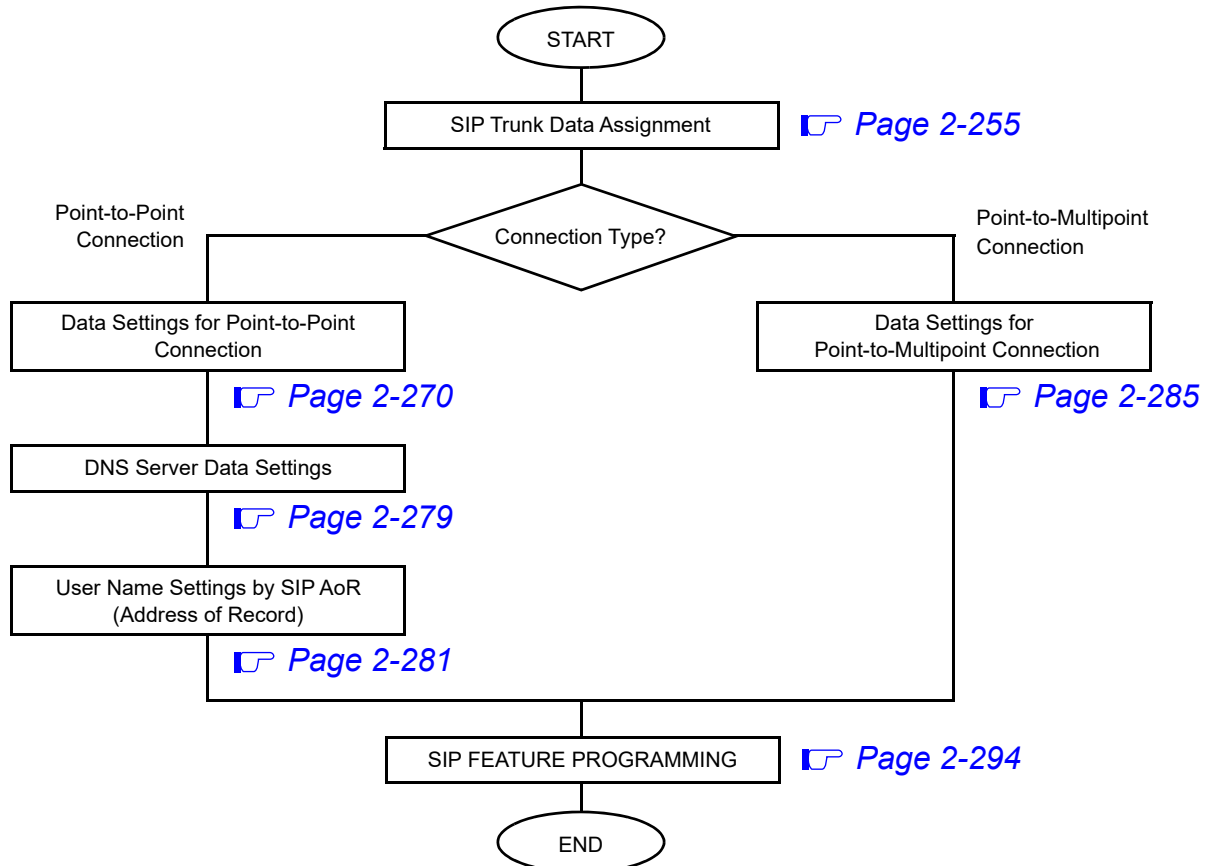 START
SIP Trunk Data Assignment
Page 2-255
Point-to-Point
Connection
Connection Type?
Point-to-Multipoint
Connection
Data Settings for Point-to-Point
Connection
Page 2-270
Data Settings for
Point-to-Multipoint Connection
Page 2-285
DNS Server Data Settings
Page 2-279
User Name Settings by SIP AoR
(Address of Record)
Page 2-281
SIP FEATURE PROGRAMMING
Page 2-294
END